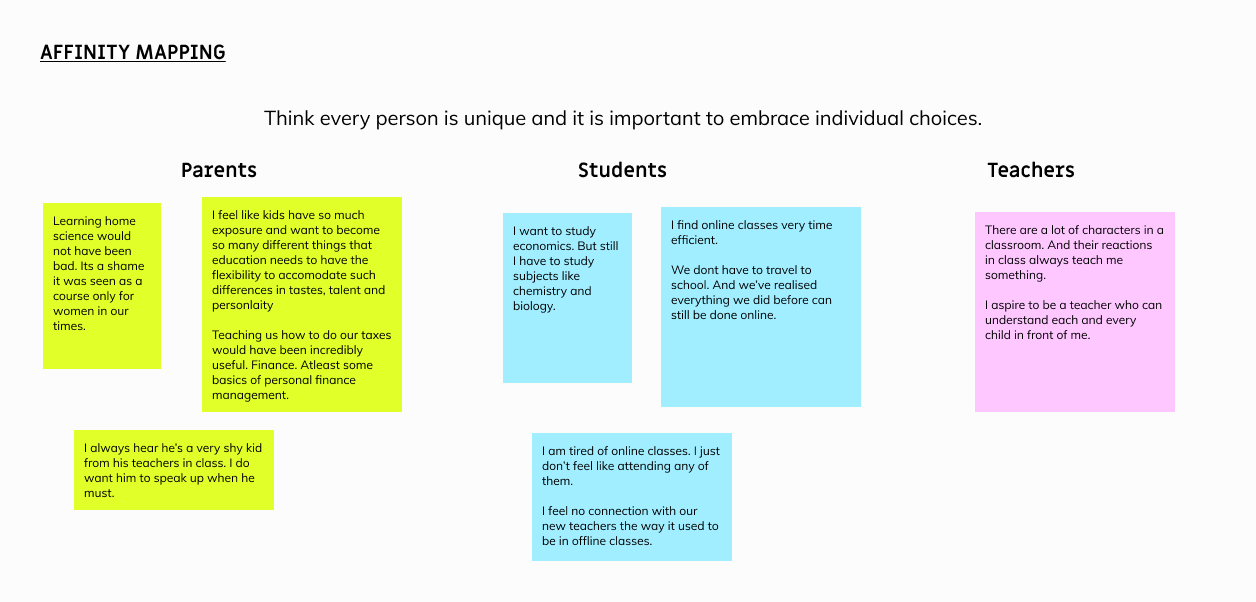 AFFINITY MAPPING
Think every person is unique and it is important to embrace individual choices.
Parents
Learning home
science would
not have been
bad. Its a shame
it was seen as a
course only for
women in our
times.
I feel like kids have so much
exposure and want to become
so many different things that
education needs to have the
flexibility to accomodate such
differences in tastes, talent and
personlaity
Teaching us how to do our taxes
would have been incredibly
useful. Finance. Atleast some
basics of personal finance
management.
I always hear he's a very shy kid
from his teachers in class. I do
want him to speak up when he
must.
Students
I want to study
economics. But still
I have to study
subjects like
chemistry and
biology.
I find online classes very time
efficient.
We dont have to travel to
school. And we've realised
everything we did before can
still be done online.
I am tired of online classes. I just
don't feel like attending any of
them.
I feel no connection with our
new teachers the way it used to
be in offline classes.
Teachers
There are a lot of characters in a
classroom. And their reactions
in class always teach me
something.
I aspire to be a teacher who can
understand each and every
child in front of me.